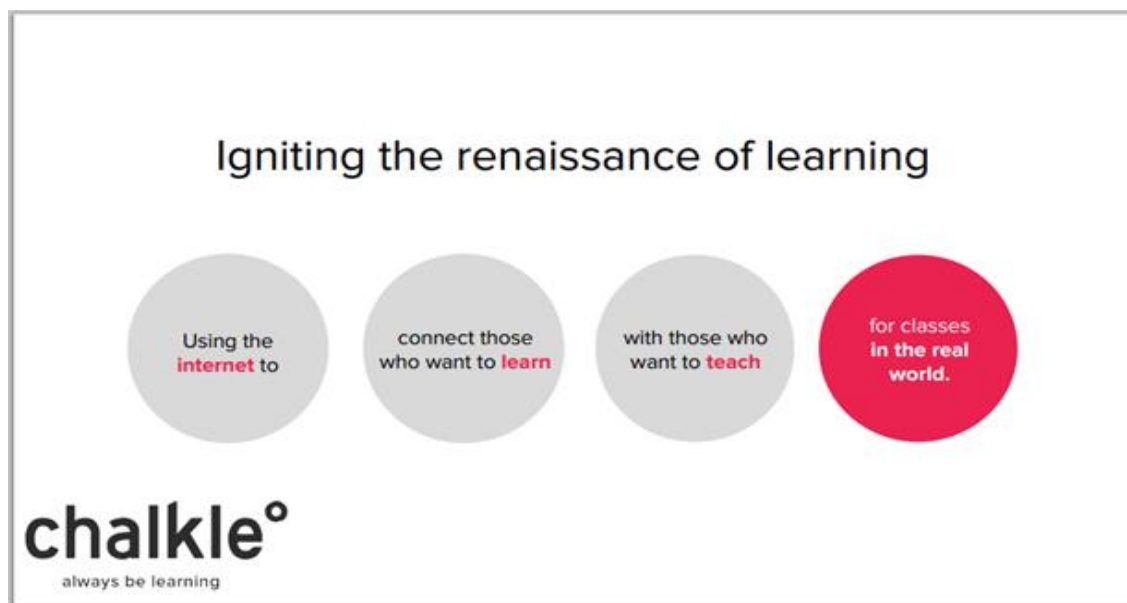 Igniting the renaissance of learning
Using the
internet to
connect those
who want to learn
with those who
want to teach
for classes
in the real
world.
chalkle°
always be learning